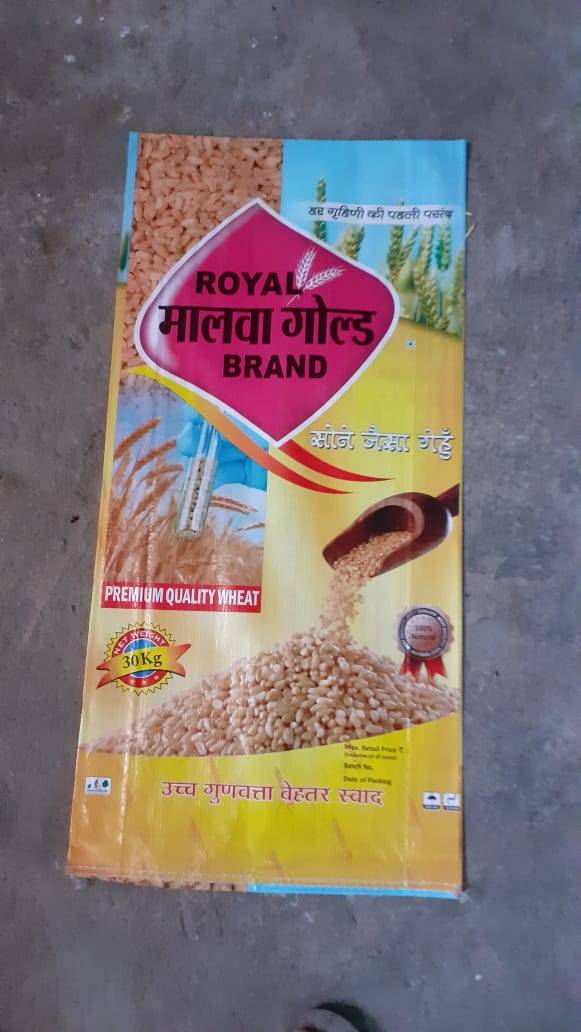 हर गृहिणी की पहली पसंद
ROYAL
मालवा गोल्ड
BRAND
सोने जैसा गेहुँ
PREMIUM QUALITY WHEAT
NET WEIGHT
30Kg
100%
Natural
Max. Retail Price ₹
Batch No.
Date of Packing
उच्च गुणवत्ता बेहतर स्वाद